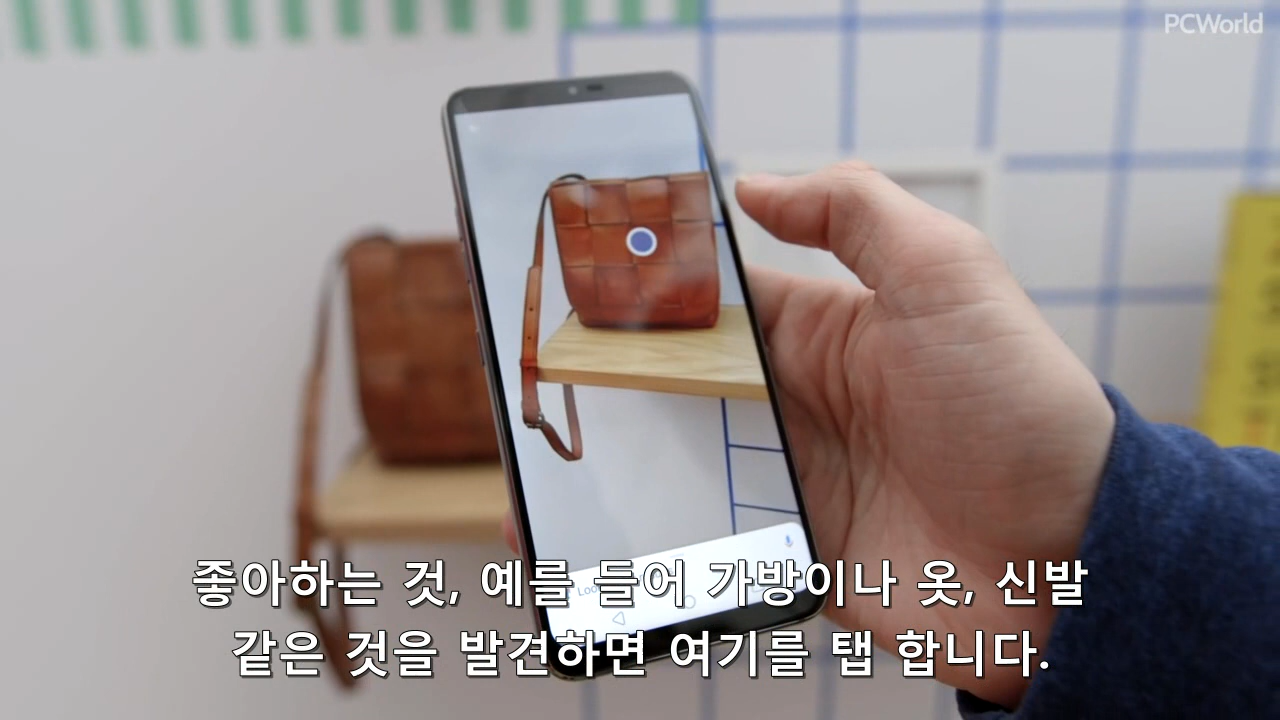 PCWorld
좋아하는 것, 예를 들어 가방이나 옷, 신발
같은 것을 발견하면 여기를 탭 합니다.